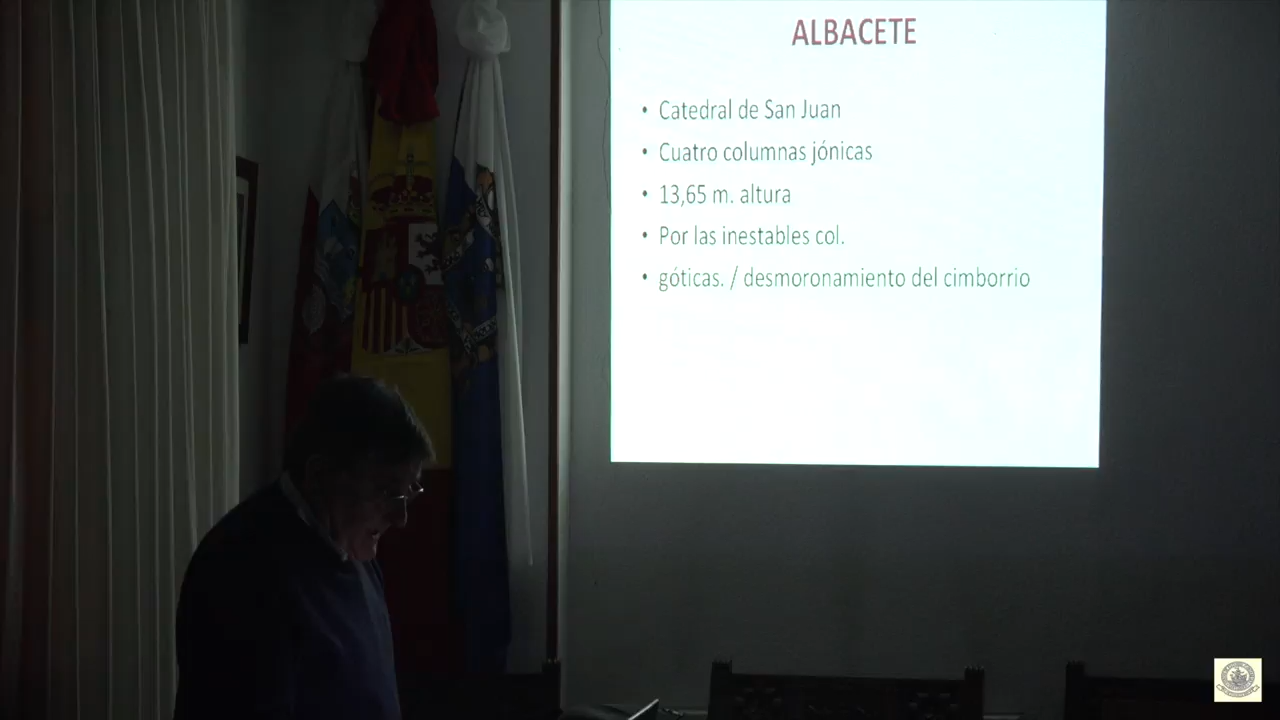 ALBACETE
• Catedral de San Juan
• Cuatro columnas jónicas
• 13,65 m. altura
• Por las inestables col.
• góticas. / desmoronamiento del cimborrio